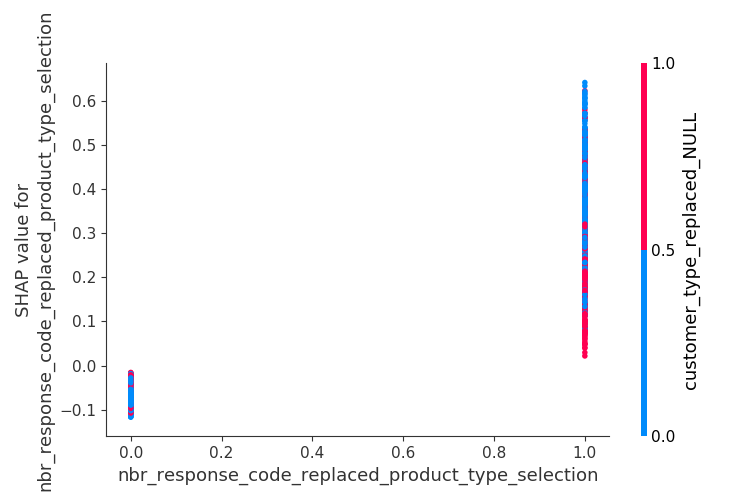 SHAP value for
nbr_response_code_replaced_product_type_selection
0.6
0.5
0.4
0.3
0.2
0.1
0.0
−0.1
0.0 0.2 0.4 0.6 0.8 1.0
nbr_response_code_replaced_product_type_selection
1.0
0.5
0.0
customer_type_replaced_NULL